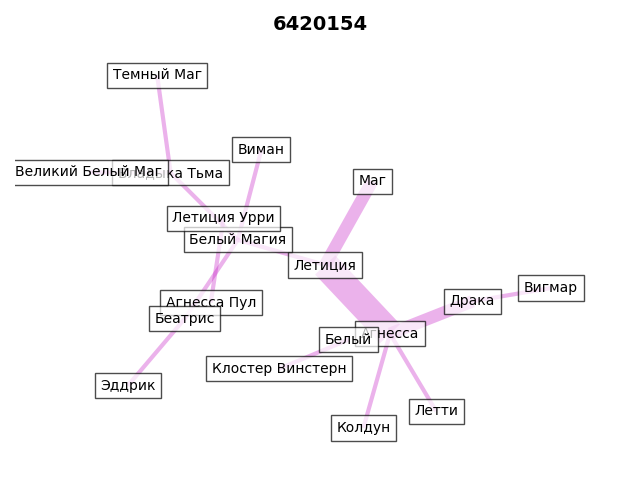 6420154
Темный Маг
Виман
Великий Белый Маг
Владыка Тьма
Маг
Летиция Урри
Белый Магия
Летиция
Вигмар
Драка
Агнесса Пул
Беатрис
Агнесса
Белый
Клостер Винстерн
Эддрик
Летти
Колдун